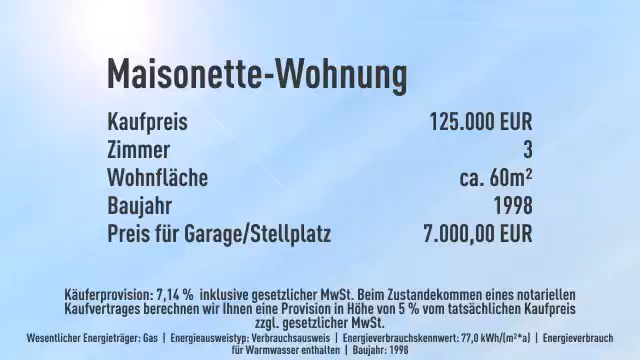 Maisonette-Wohnung
Kaufpreis 125.000 EUR
Zimmer 3
Wohnfläche ca. 60m²
Baujahr 1998
Preis für Garage/Stellplatz 7.000,00 EUR
Käuferprovision: 7,14 % inklusive gesetzlicher MwSt. Beim Zustandekommen eines notariellen
Kaufvertrages berechnen wir Ihnen eine Provision in Höhe von 5 % vom tatsächlichen Kaufpreis
zzgl. gesetzlicher MwSt.
Wesentlicher Energieträger: Gas | Energieausweistyp: Verbrauchsausweis | Energieverbrauchskennwert: 77,0 kWh/(m²*a) | Energieverbrauch
für Warmwasser enthalten | Baujahr: 1998